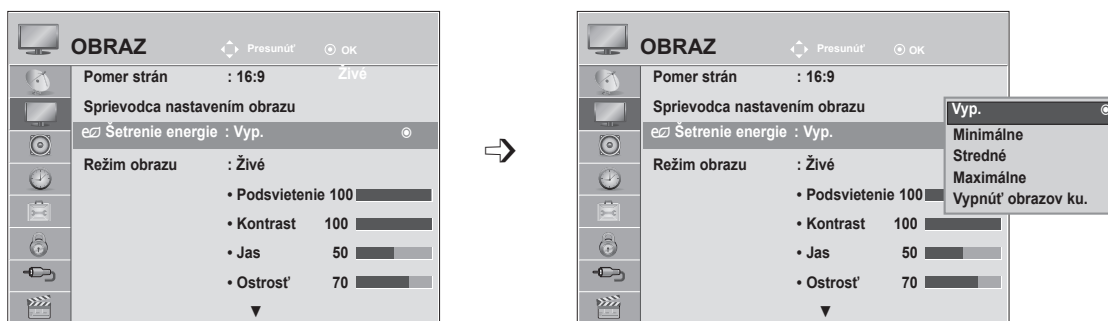 OBRAZ Presunúť OK
Živé
Pomer strán : 16:9
Sprievodca nastavením obrazu
Šetrenie energie : Vyp.
Režim obrazu : Živé
• Podsvietenie 100
• Kontrast 100
• Jas 50
• Ostrosť 70
OBRAZ Presunúť OK
Pomer strán : 16:9
Sprievodca nastavením obrazu
Šetrenie energie : Vyp.
Režim obrazu : Živé
• Podsvietenie 100
• Kontrast 100
• Jas 50
• Ostrosť 70
Vyp.
Minimálne
Stredné
Maximálne
Vypnúť obrazov ku.